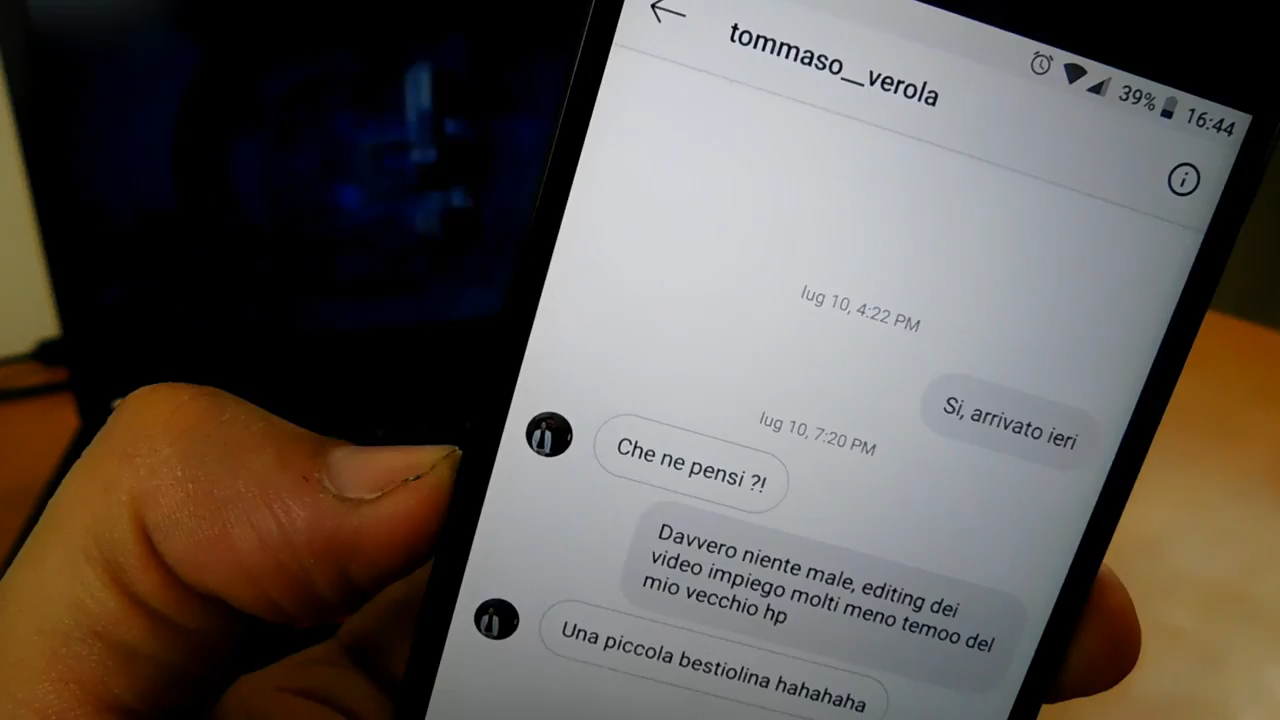 tommaso__verola
39% 16:44
lug 10, 4:22 PM
Si, arrivato ieri
lug 10, 7:20 PM
Che ne pensi ?!
Davvero niente male, editing dei
video impiego molti meno temoo del
mio vecchio hp
Una piccola bestiolina hahahaha